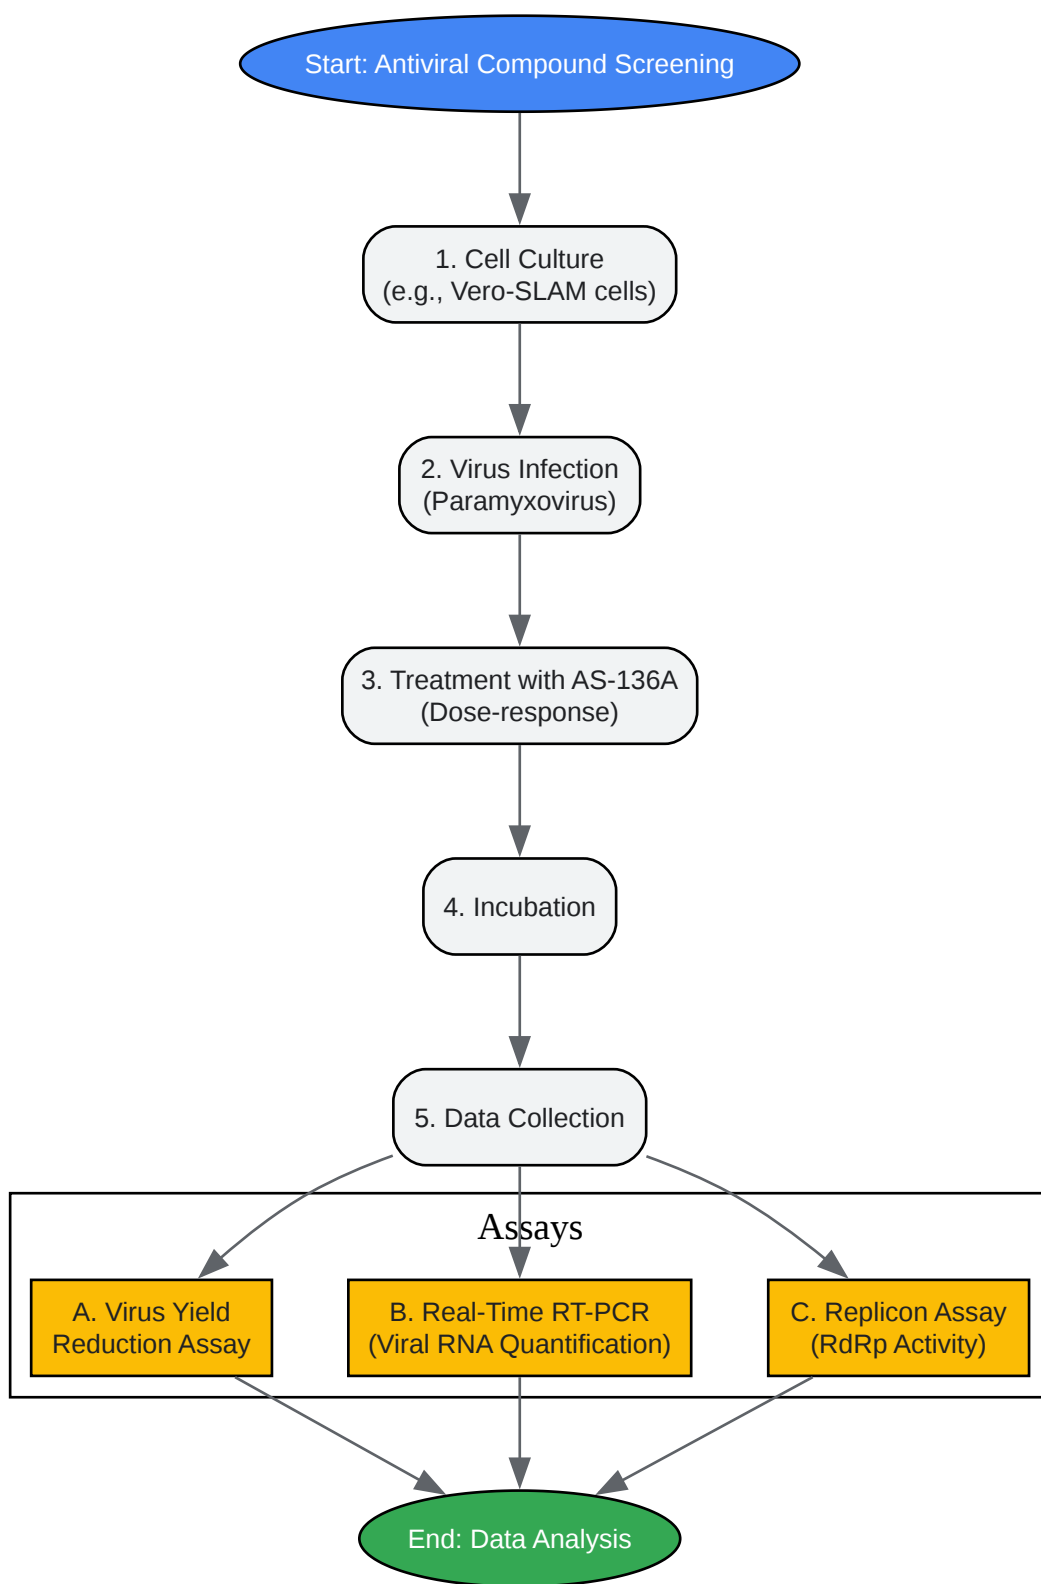 Start: Antiviral Compound Screening
1. Cell Culture
(e.g., Vero-SLAM cells)
2. Virus Infection
(Paramyxovirus)
3. Treatment with AS-136A
(Dose-response)
4. Incubation
5. Data Collection
Assays
A. Virus Yield
Reduction Assay
B. Real-Time RT-PCR
(Viral RNA Quantification)
C. Replicon Assay
(RdRp Activity)
End: Data Analysis